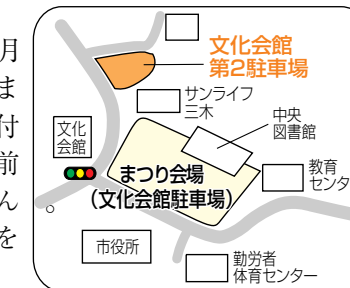 月
ま
付
前
ん
を
。
文化会館
第2駐車場
サンライフ
三木
中央
図書館
文化
会館
まつり会場
(文化会館駐車場)
教育
センタ
市役所
勤労者
体育センター